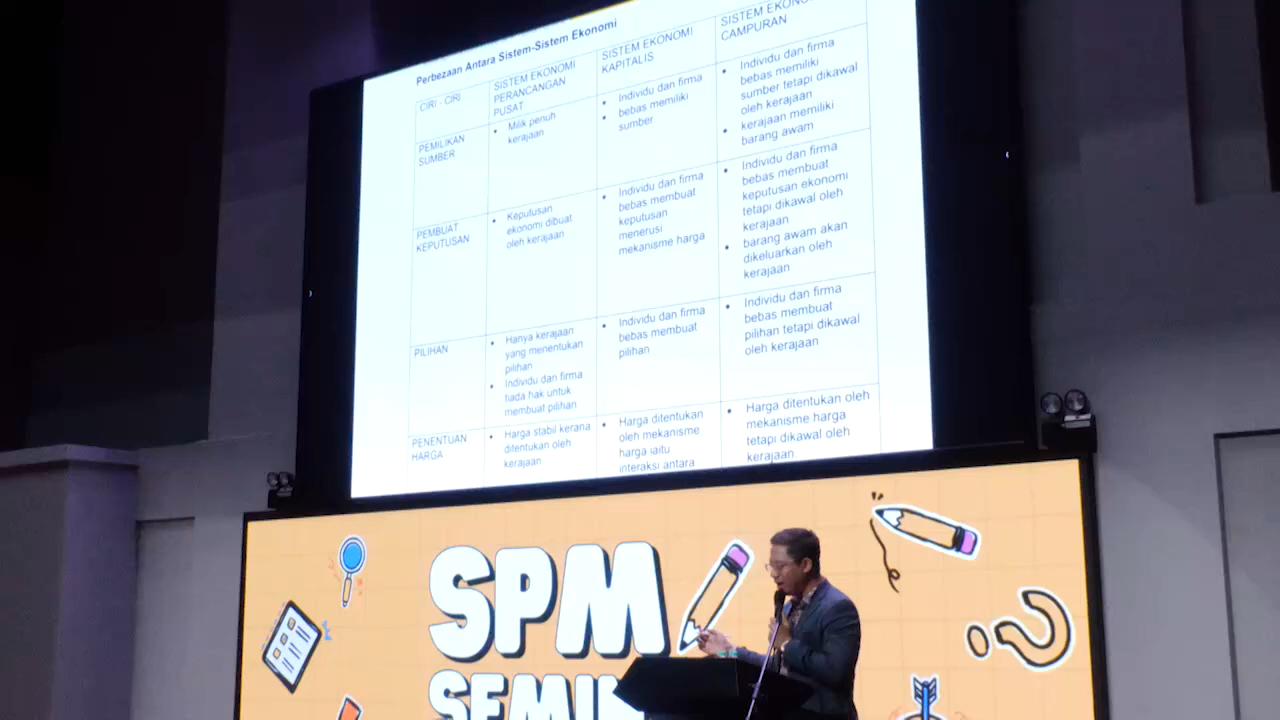 Perbezaan Antara Sistem-Sistem Ekonomi
CIRI - CIRI
SISTEM EKONOMI
PERANCANGAN
PUSAT
SISTEM EKONOMI
KAPITALIS
SISTEM
CAMPURAN
PEMILIKAN
SUMBER
• Milik penuh
kerajaan
• Individu dan firma
• bebas memiliki
• sumber
• Individu dan firma
bebas memiliki
sumber tetapi dikawal
oleh kerajaan
• kerajaan memiliki
barang awam
PEMBUAT
KEPUTUSAN
• Keputusan
ekonomi dibuat
oleh kerajaan
• Individu dan firma
bebas membuat
keputusan
menerusi
mekanisme harga
• Individu dan firma
bebas membuat
keputusan ekonomi
tetapi dikawal oleh
kerajaan
• barang awam akan
dikeluarkan oleh
kerajaan
PILIHAN
• Hanya kerajaan
yang menentukan
pilihan
• Individu dan firma
tiada hak untuk
membuat pilihan
• Individu dan firma
bebas membuat
pilihan
• Individu dan firma
bebas membuat
pilihan tetapi dikawal
oleh kerajaan
PENENTUAN
HARGA
• Harga stabil kerana
ditentukan oleh
kerajaan
• Harga ditentukan
oleh mekanisme
harga iaitu
interaksi antara
• Harga ditentukan oleh
mekanisme harga
tetapi dikawal oleh
kerajaan
SPM